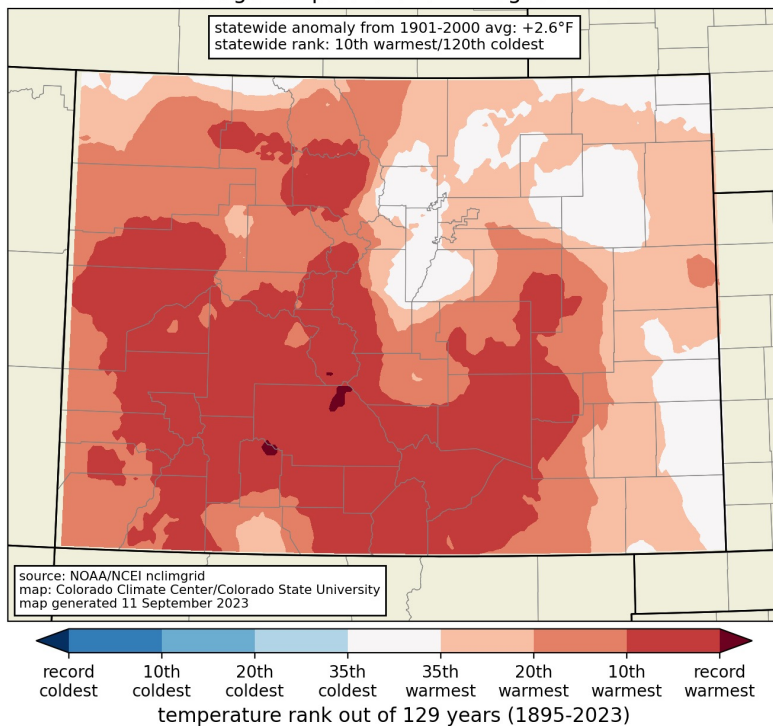 statewide anomaly from 1901-2000 avg: +2.6°F
statewide rank: 10th warmest/120th coldest
source: NOAA/NCEI nclimgrid
map: Colorado Climate Center/Colorado State University
map generated 11 September 2023
record 10th 20th 35th 35th 20th 10th record
coldest coldest coldest coldest warmest warmest warmest warmest
temperature rank out of 129 years (1895-2023)